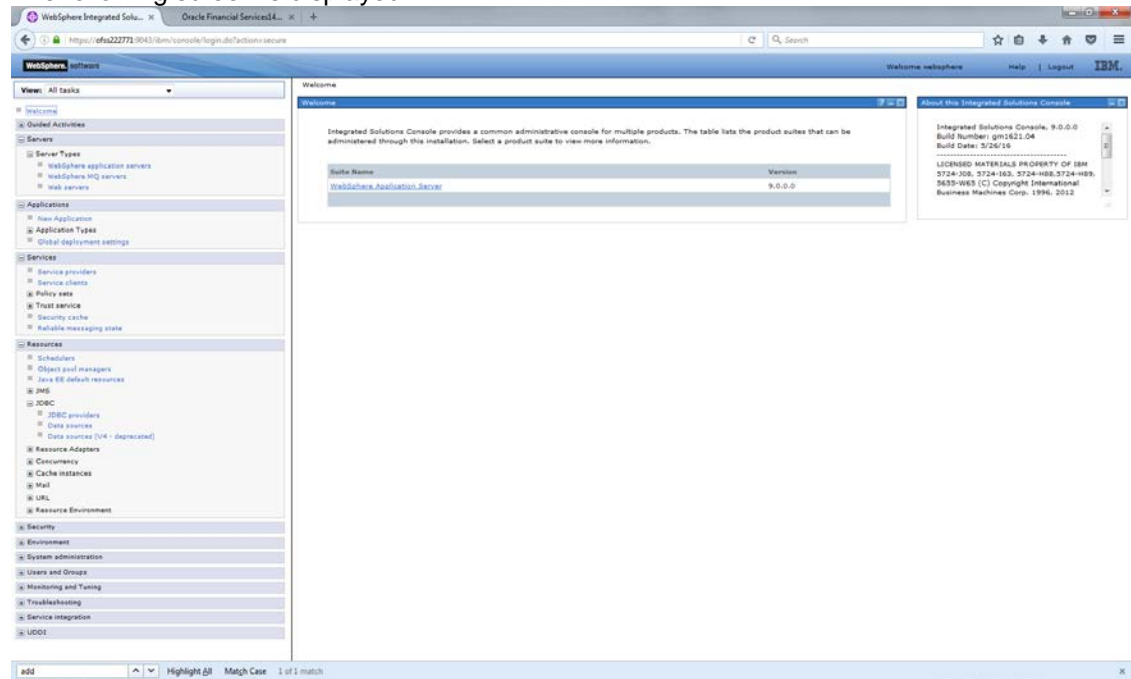 WebSphere Integrated Solu... ×
Oracle Financial Services14... ×
+
https://ofss222771:9043/ibm/console/login.do?action=secure
Search
WebSphere. software
Welcome websphere
Help | Logout
IBM.
View: All tasks
Welcome
Guided Activities
Servers
Server Types
WebSphere application servers
WebSphere MQ servers
Web servers
Applications
New Application
Application Types
Global deployment settings
Services
Service providers
Service clients
Policy sets
Trust service
Security cache
Reliable messaging state
Resources
Schedulers
Object pool managers
Java EE default resources
JMS
JDBC
JDBC providers
Data sources
Data sources (V4 - deprecated)
Resource Adapters
Concurrency
Cache instances
Mail
URL
Resource Environment
Security
Environment
System administration
Users and Groups
Monitoring and Tuning
Troubleshooting
Service integration
UDDI
Welcome
Welcome
Integrated Solutions Console provides a common administrative console for multiple products. The table lists the product suites that can be
administered through this installation. Select a product suite to view more information.
Suite Name Version
WebSphere Application Server 9.0.0.0
About this Integrated Solutions Console
Integrated Solutions Console, 9.0.0.0
Build Number: gm1621.04
Build Date: 5/26/16
LICENSED MATERIALS PROPERTY OF IBM
5724-J08, 5724-I63, 5724-H88,5724-H89,
5655-W65 (C) Copyright International
Business Machines Corp. 1996, 2012
add
Highlight All Match Case 1 of 1 match